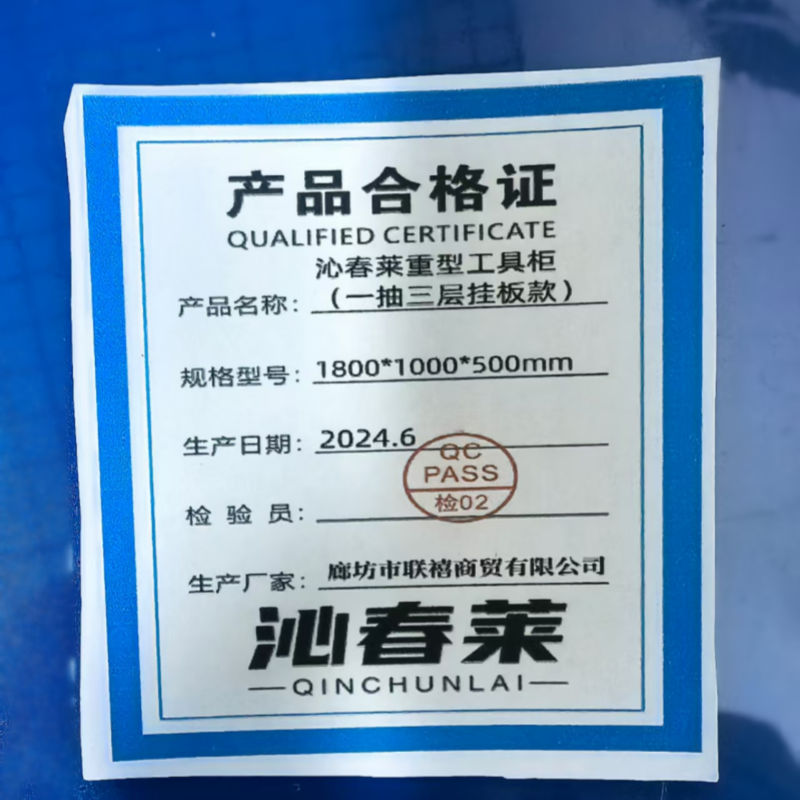 产品合格证
QUALIFIED CERTIFICATE
沁春莱重型工具柜
产品名称：（一抽三层挂板款）
规格型号：1800*1000*500mm
生产日期：2024.6
QC
PASS
检02
检验员：
生产厂家：廊坊市联禧商贸有限公司
沁春莱
QINCHUNLAI